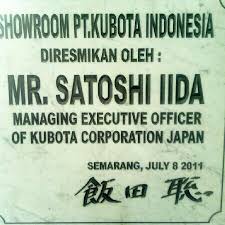 SHOWROOM PT.KUBOTA INDONESIA
DIRESMIKAN OLEH :
MR. SATOSHI IIDA
MANAGING EXECUTIVE OFFICER
OF KUBOTA CORPORATION JAPAN
SEMARANG, JULY 8 2011
飯田 聡